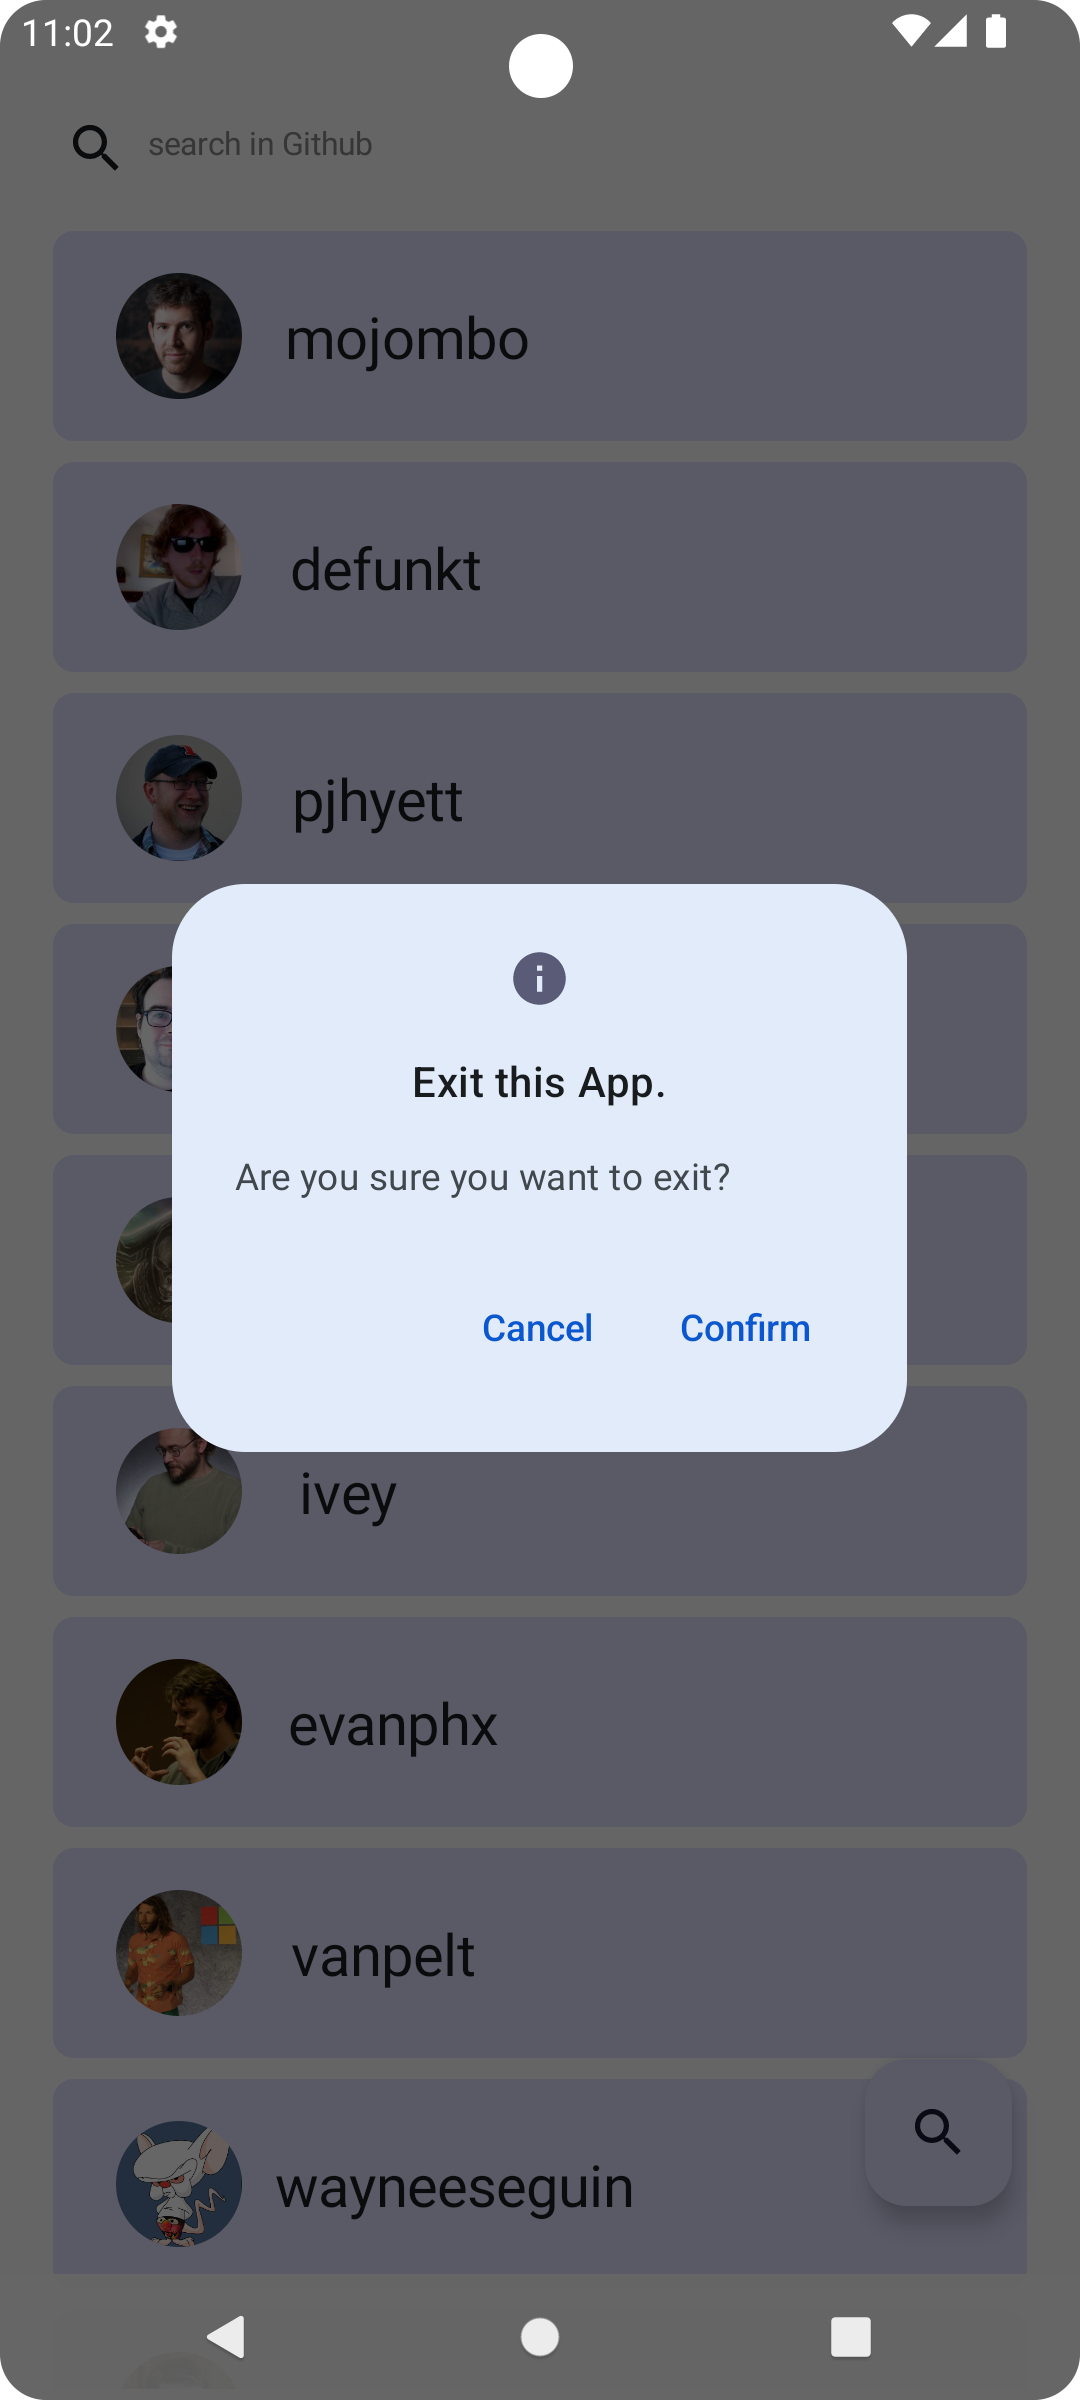 11:02
search in Github
mojombo
defunkt
pjhyett
Exit this App.
Are you sure you want to exit?
Cancel Confirm
ivey
evanphx
vanpelt
wayneeseguin